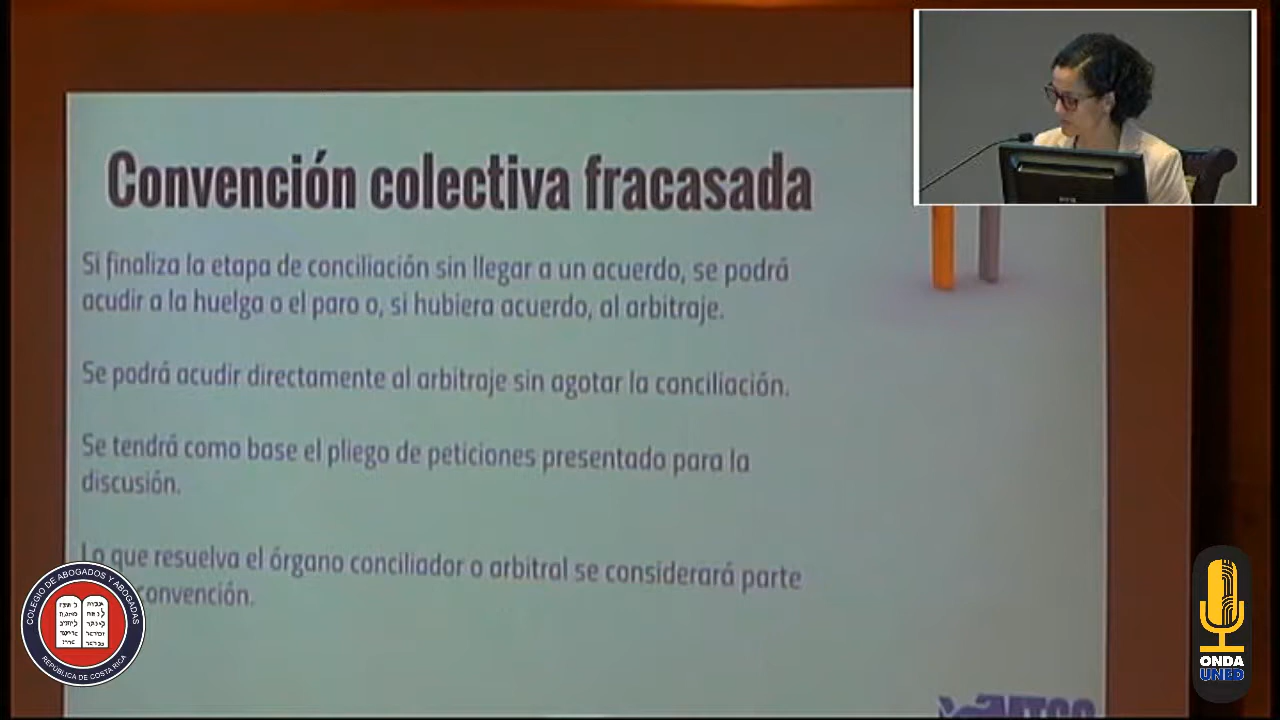 Convención colectiva fracasada
Si finaliza la etapa de conciliación sin llegar a un acuerdo, se podrá
acudir a la huelga o el paro o, si hubiera acuerdo, al arbitraje.
Se podrá acudir directamente al arbitraje sin agotar la conciliación.
Se tendrá como base el pliego de peticiones presentado para la
discusión.
Lo que resuelva el órgano conciliador o arbitral se considerará parte
convención.
COLEGIO DE ABOGADOS Y ABOGADAS
REPÚBLICA DE COSTA RICA
ONDA
UNED